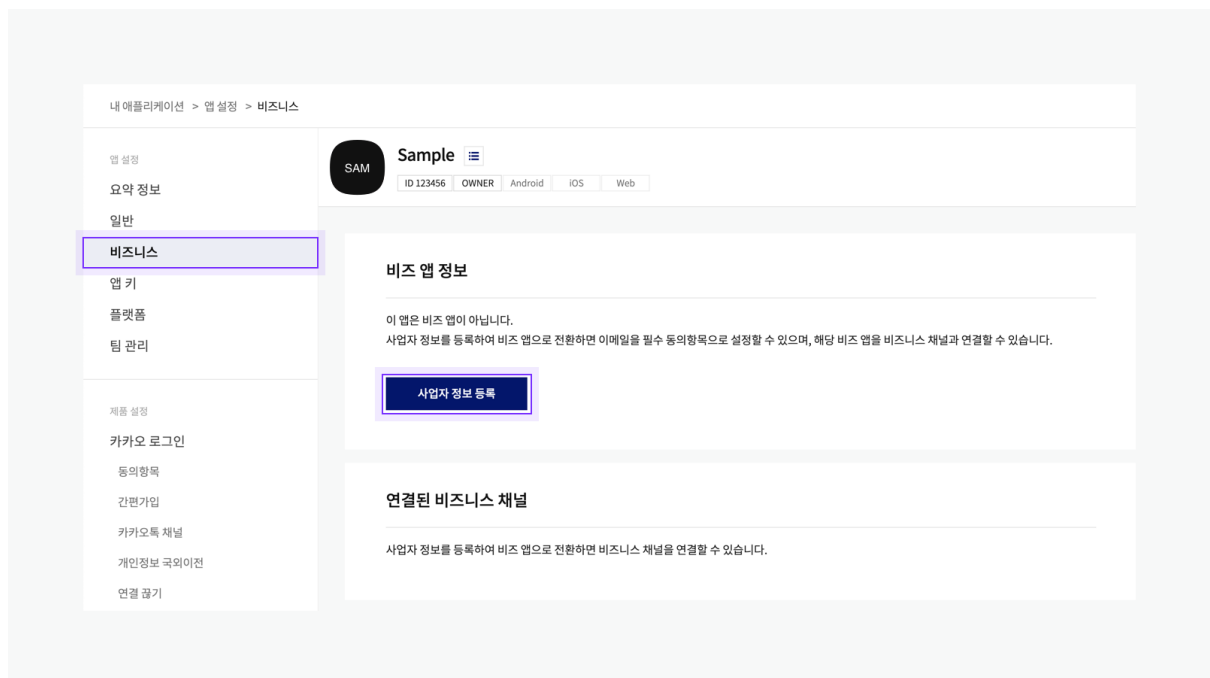 내 애플리케이션 > 앱 설정 > 비즈니스
앱 설정
요약 정보
일반
비즈니스
앱 키
플랫폼
팀 관리
제품 설정
카카오 로그인
동의항목
간편가입
카카오톡 채널
개인정보 국외이전
연결 끊기
SAM
Sample
ID 123456 OWNER Android iOS Web
비즈 앱 정보
이 앱은 비즈 앱이 아닙니다.
사업자 정보를 등록하여 비즈 앱으로 전환하면 이메일을 필수 동의항목으로 설정할 수 있으며, 해당 비즈 앱을 비즈니스 채널과 연결할 수 있습니다.
사업자 정보 등록
연결된 비즈니스 채널
사업자 정보를 등록하여 비즈 앱으로 전환하면 비즈니스 채널을 연결할 수 있습니다.